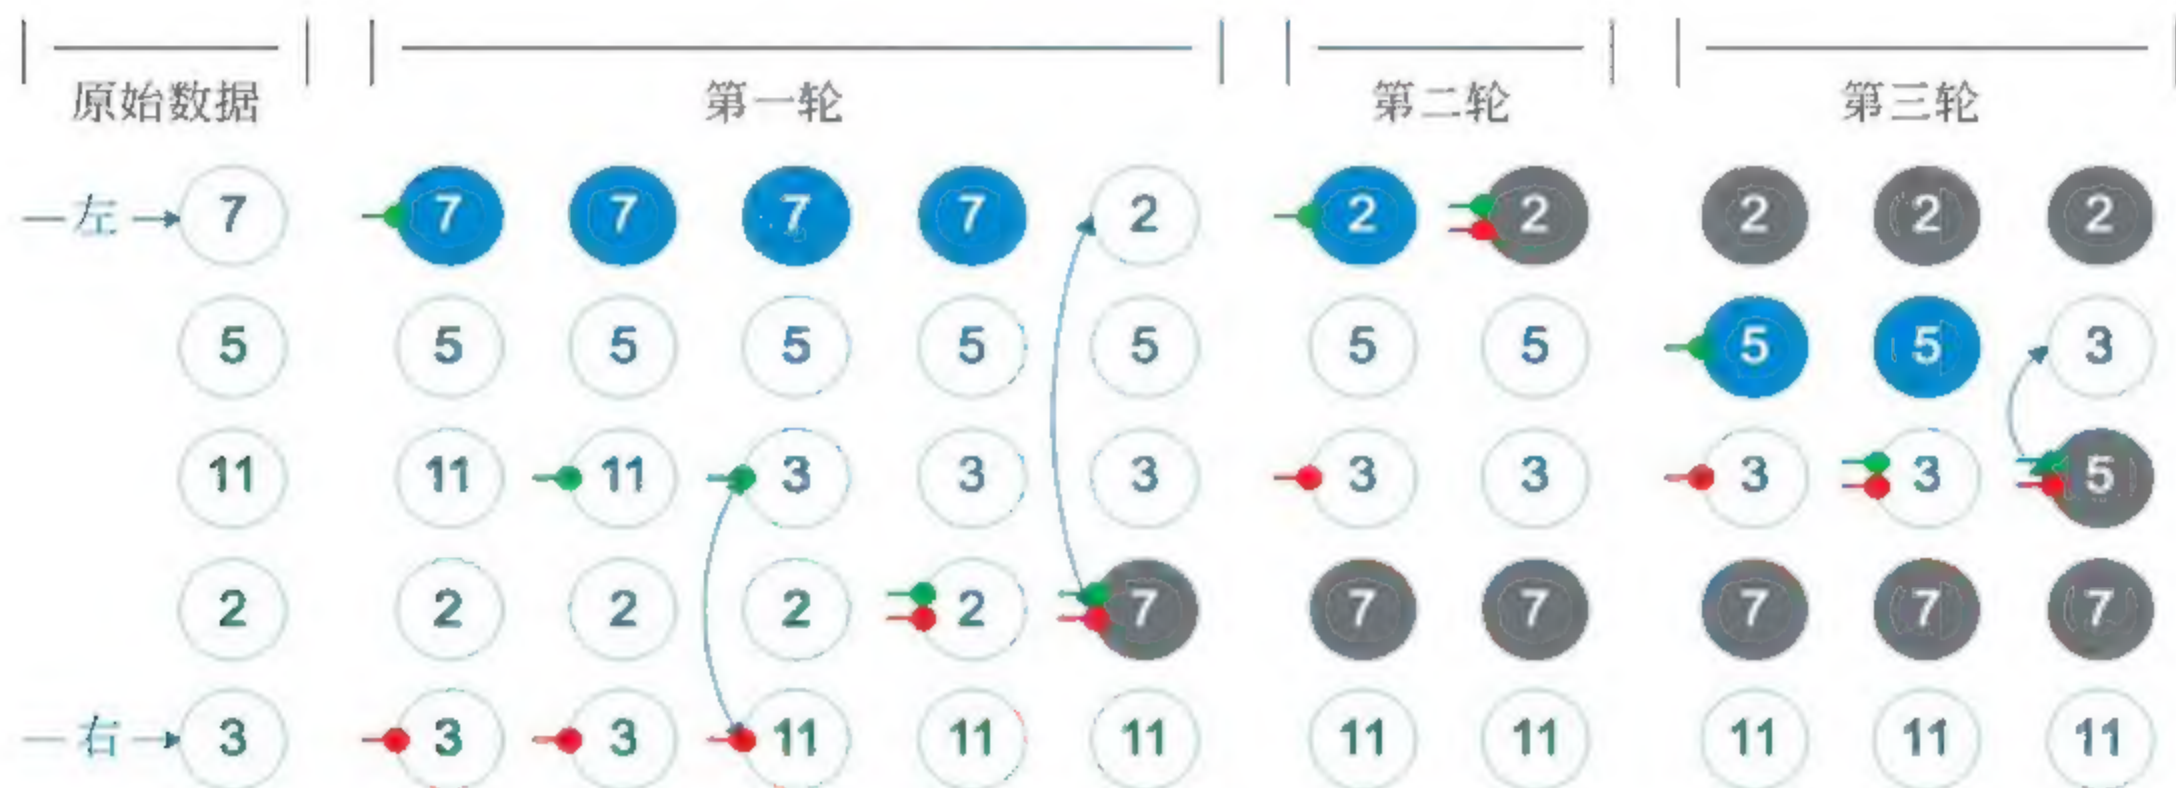 原始数据 第一轮 第二轮 第三轮
左 7 7 7 7 7 2 2 2 2 2 2
5 5 5 5 5 5 5 5 5 5 3
11 11 11 3 3 3 3 3 3 3 5
2 2 2 2 2 7 7 7 7 7 7
右 3 3 3 11 11 11 11 11 11 11 11